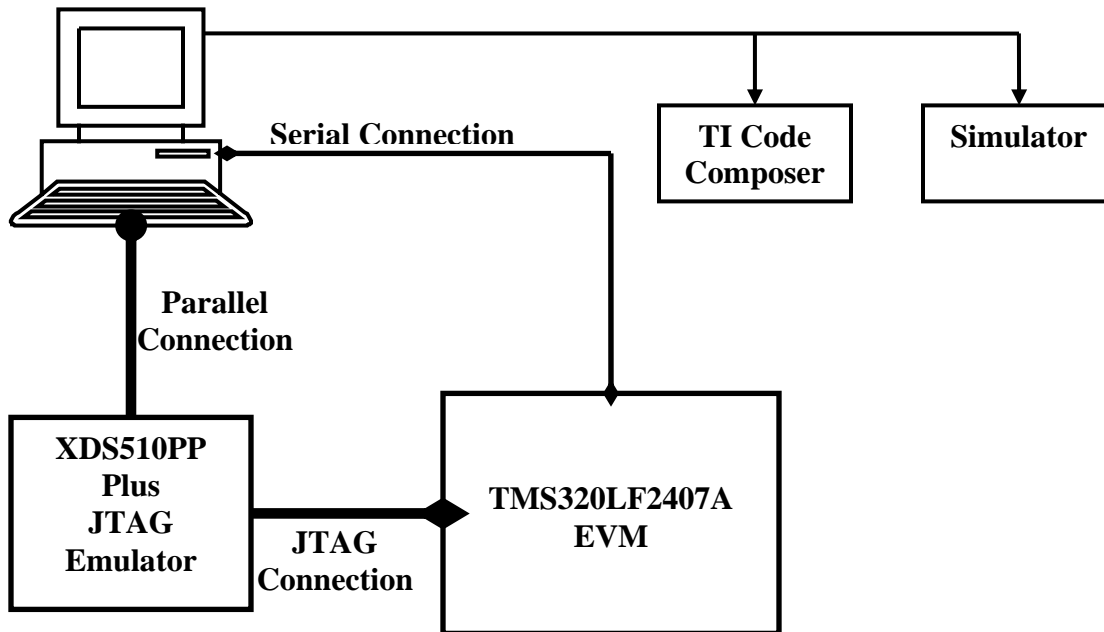 Serial Connection
TI Code
Composer
Simulator
Parallel
Connection
XDS510PP
Plus
JTAG
Emulator
JTAG
Connection
TMS320LF2407A
EVM